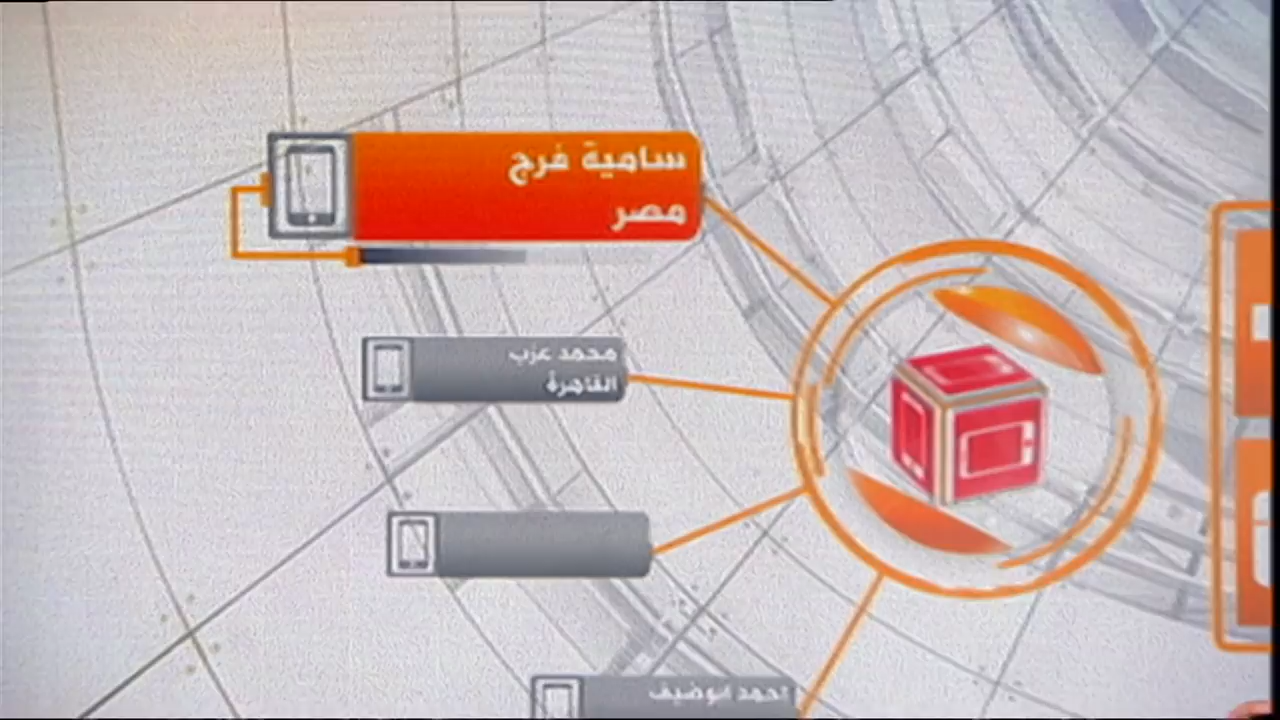 سامية فرج
مصر
محمد عزب
القاهرة
احمد ابوضيف